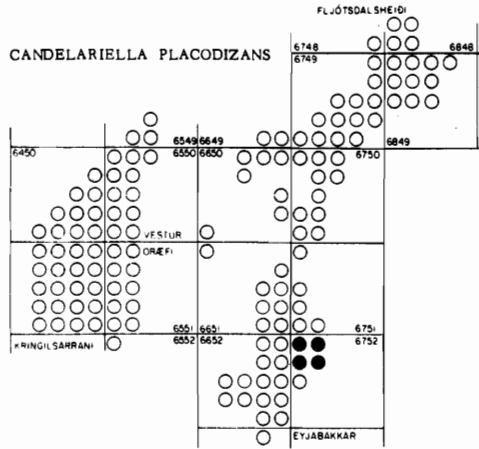 FLJÓTSDALSHEIÐI
CANDELARIELLA PLACODIZANS
6748 6848
6749
6549 6649 6849
6450 6550 6650 6750
VESTUR
ÖRÆFI
6551 6651 6751
KRINGILSÁRRANI 6552 6652 6752
EYJABAKKAR